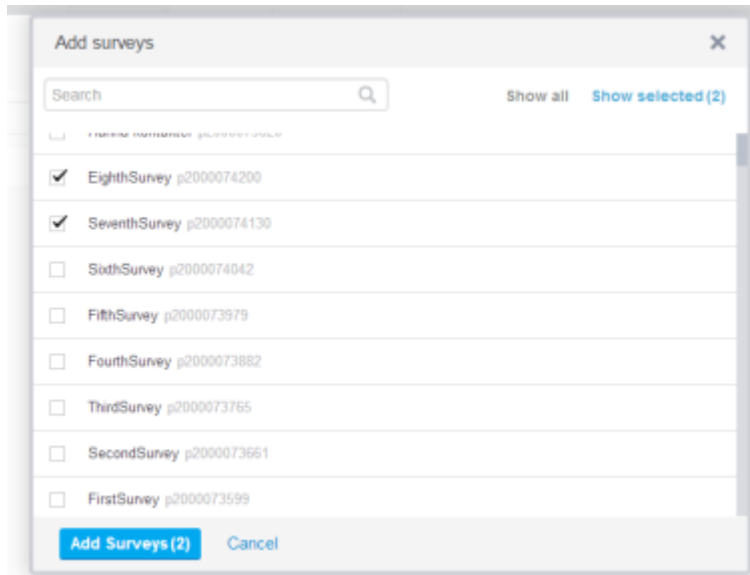 Add surveys
Search Show all Show selected (2)
EighthSurvey p2000074200
SeventhSurvey p2000074130
SixthSurvey p2000074042
FifthSurvey p2000073979
FourthSurvey p2000073882
ThirdSurvey p2000073765
SecondSurvey p2000073661
FirstSurvey p2000073599
Add Surveys (2) Cancel